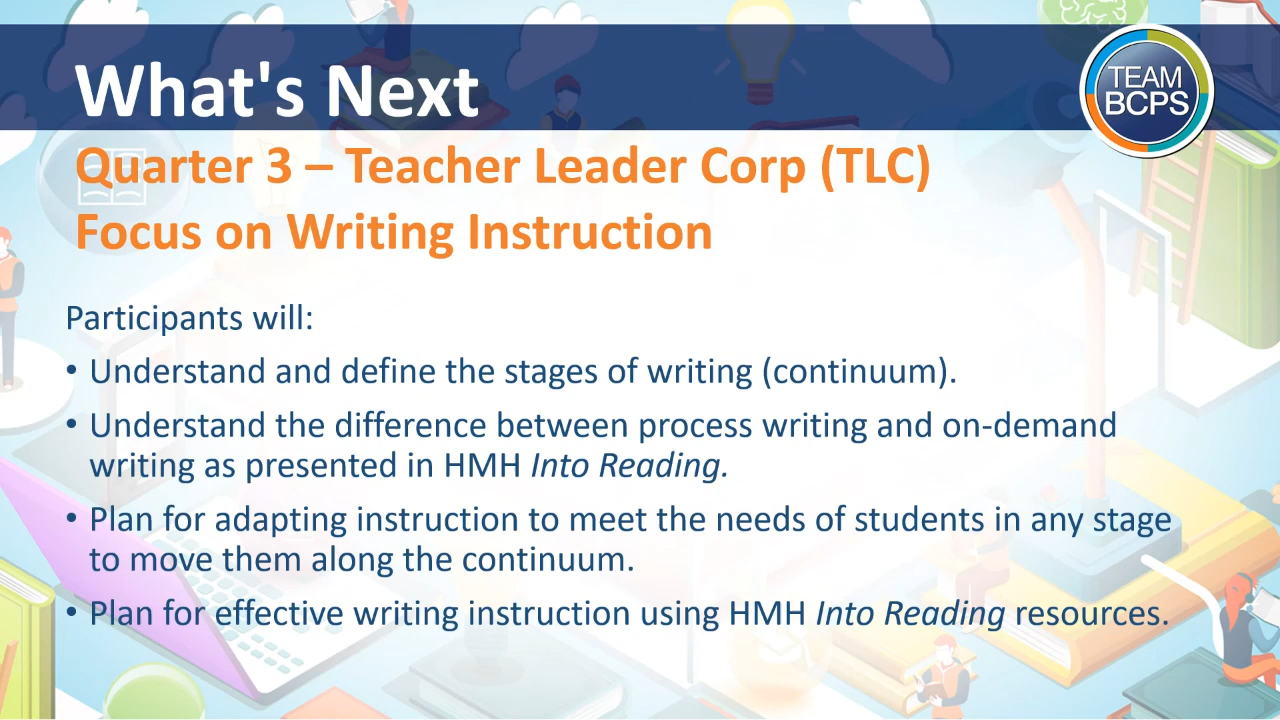 What's Next
TEAM
BCPS
Quarter 3 – Teacher Leader Corp (TLC)
Focus on Writing Instruction
Participants will:
• Understand and define the stages of writing (continuum).
• Understand the difference between process writing and on-demand
writing as presented in HMH Into Reading.
• Plan for adapting instruction to meet the needs of students in any stage
to move them along the continuum.
• Plan for effective writing instruction using HMH Into Reading resources.